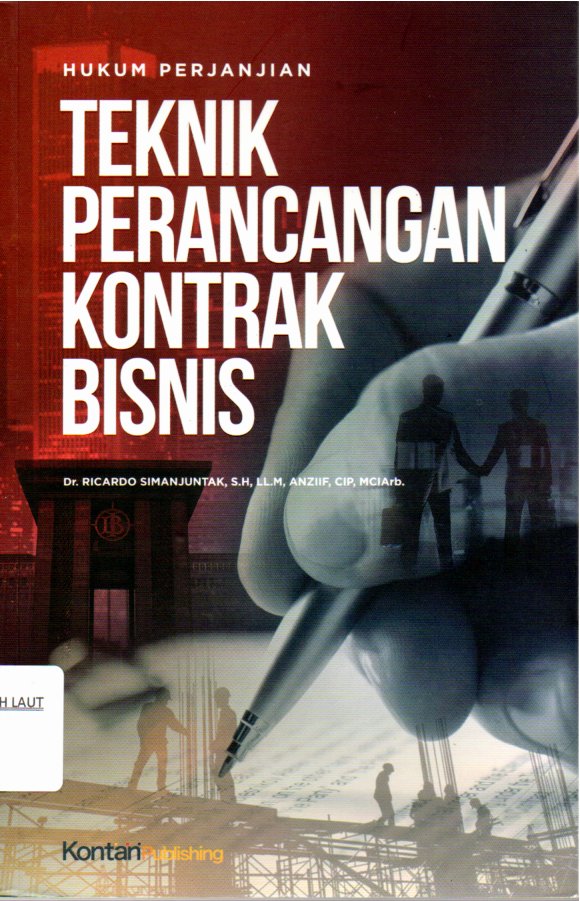 HUKUM PERJANJIAN
TEKNIK
PERANCANGAN
KONTRAK
BISNIS
Dr. RICARDO SIMANJUNTAK, S.H, LL.M, ANZIIF, CIP, MCIArb.
H LAUT
Kontan Publishing